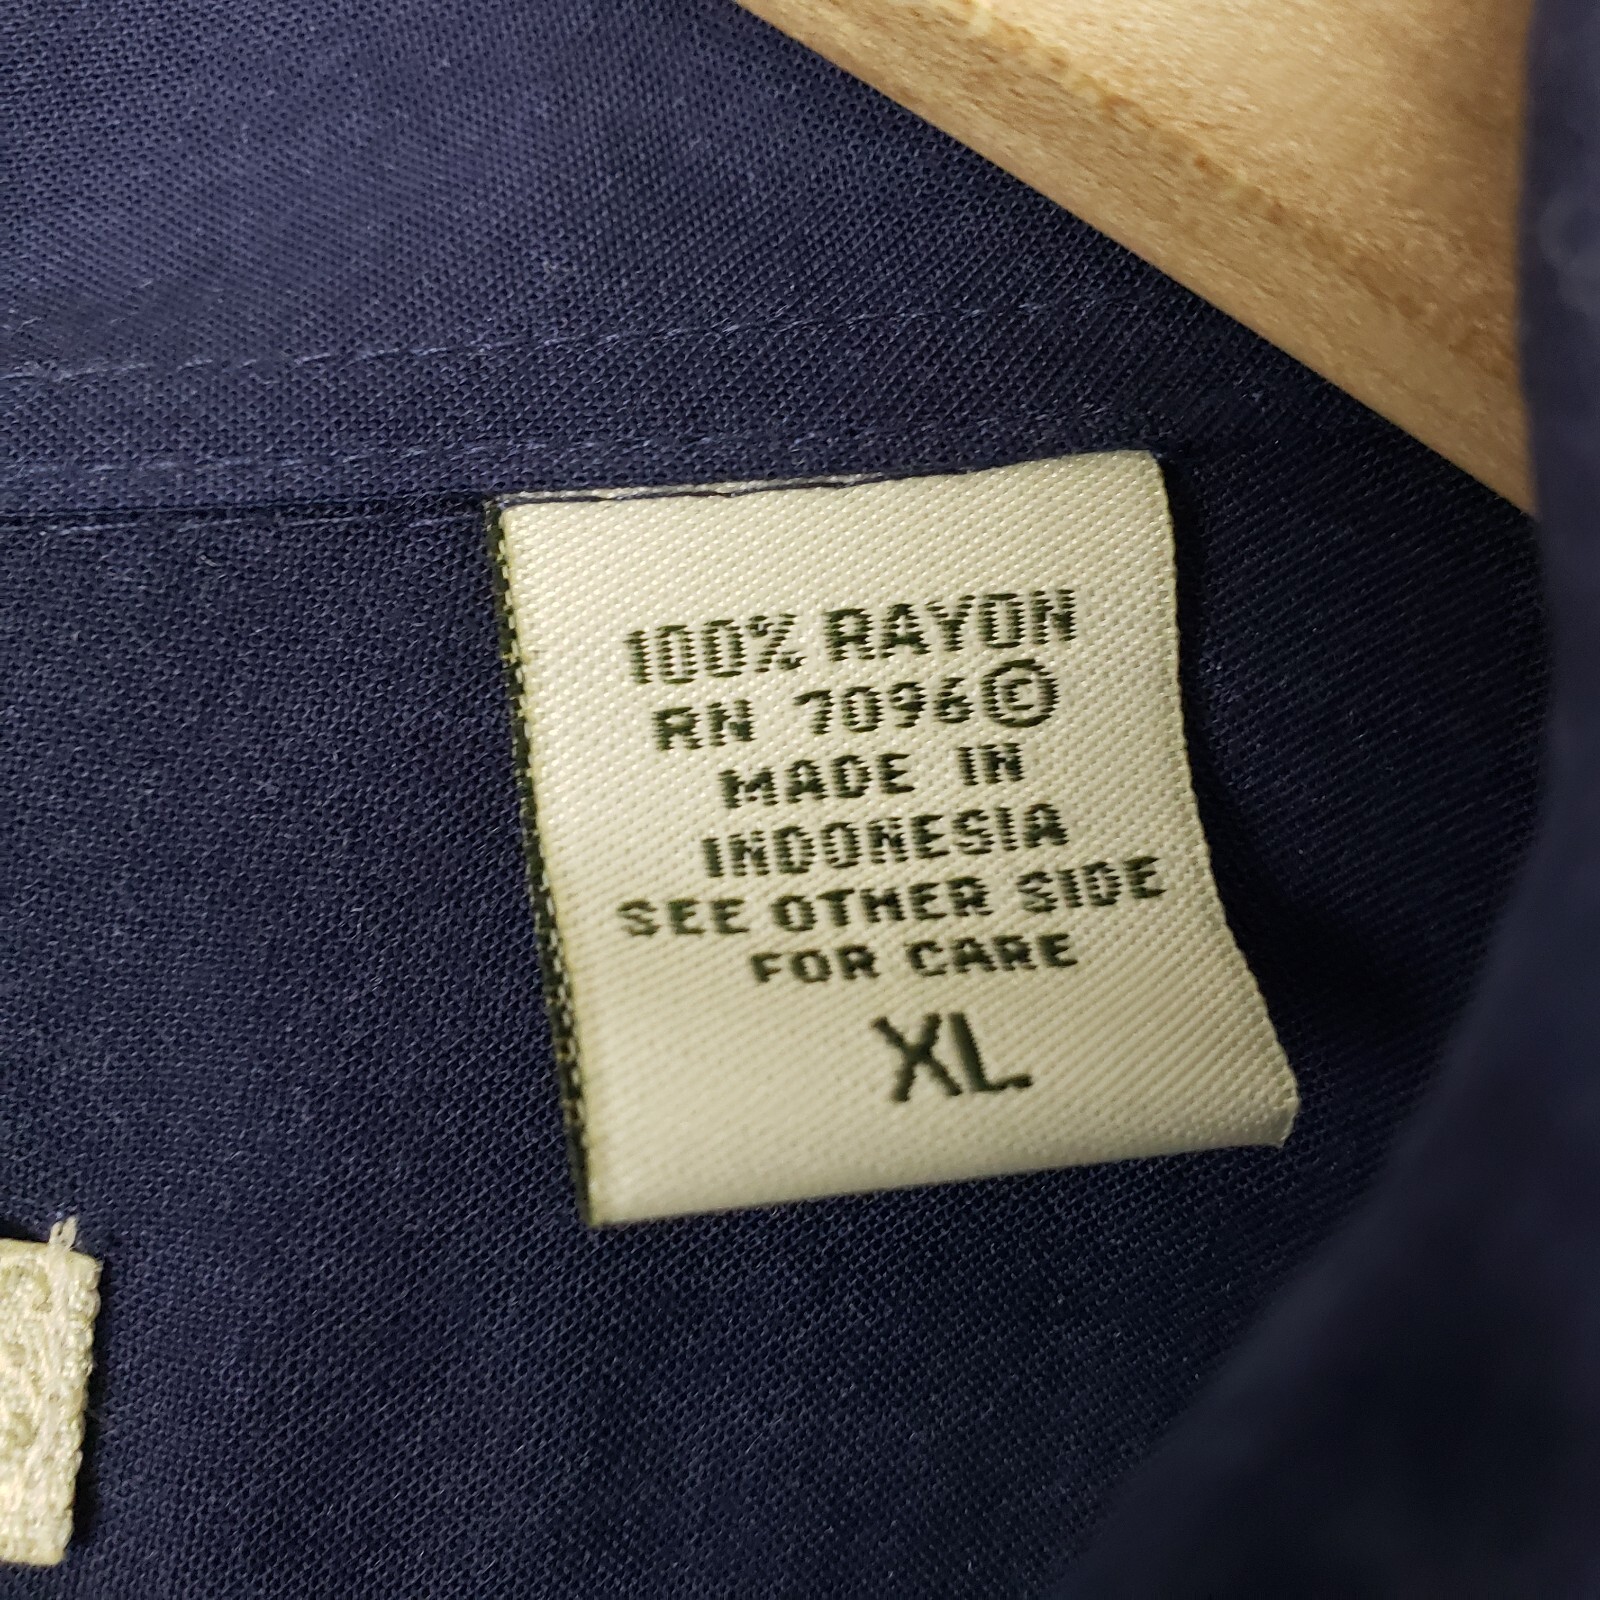 100% RAYON
RN 7096©
MADE IN
INDONESIA
SEE OTHER SIDE
FOR CARE
XL